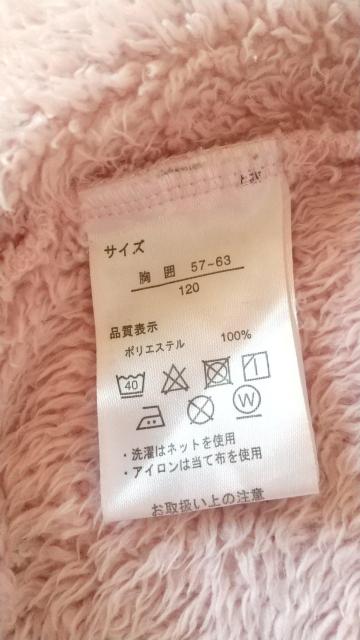 サイズ
胸 囲 57-63
120
品質表示
ポリエステル 100%
40
W
・洗濯はネットを使用
・アイロンは当て布を使用
お取扱い上の注意